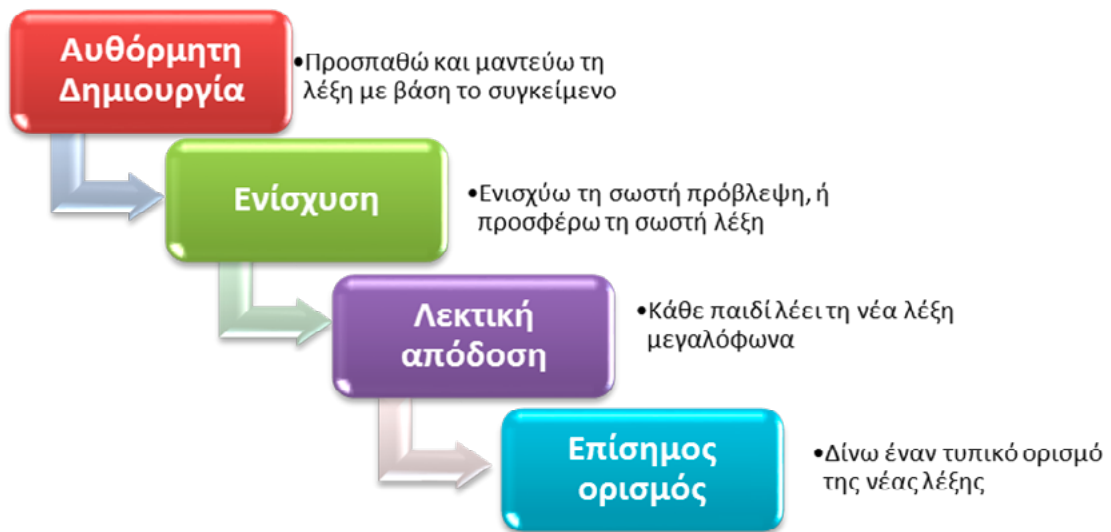 Αυθόρμητη
Δημιουργία
•Προσπαθώ και μαντεύω τη
λέξη με βάση το συγκείμενο
Ενίσχυση
•Ενισχύω τη σωστή πρόβλεψη, ή
προσφέρω τη σωστή λέξη
Λεκτική
απόδοση
•Κάθε παιδί λέει τη νέα λέξη
μεγαλόφωνα
Επίσημος
ορισμός
•Δίνω έναν τυπικό ορισμό
της νέας λέξης